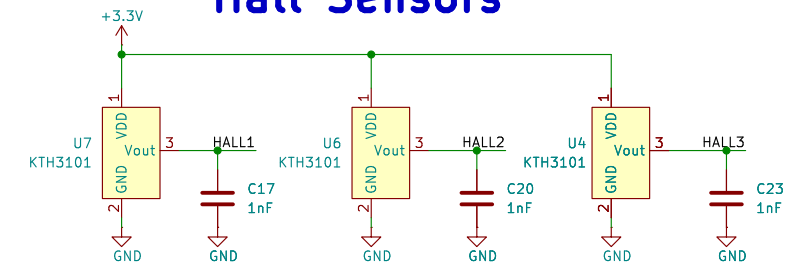 Hall Sensors
+3.3V
1
VDD
U7
KTH3101
Vout
3
HALL1
GND
2
C17
1nF
GND
GND
1
VDD
U6
KTH3101
Vout
3
HALL2
GND
2
C20
1nF
GND
GND
1
VDD
U4
KTH3101
Vout
3
HALL3
GND
2
C23
1nF
GND
GND